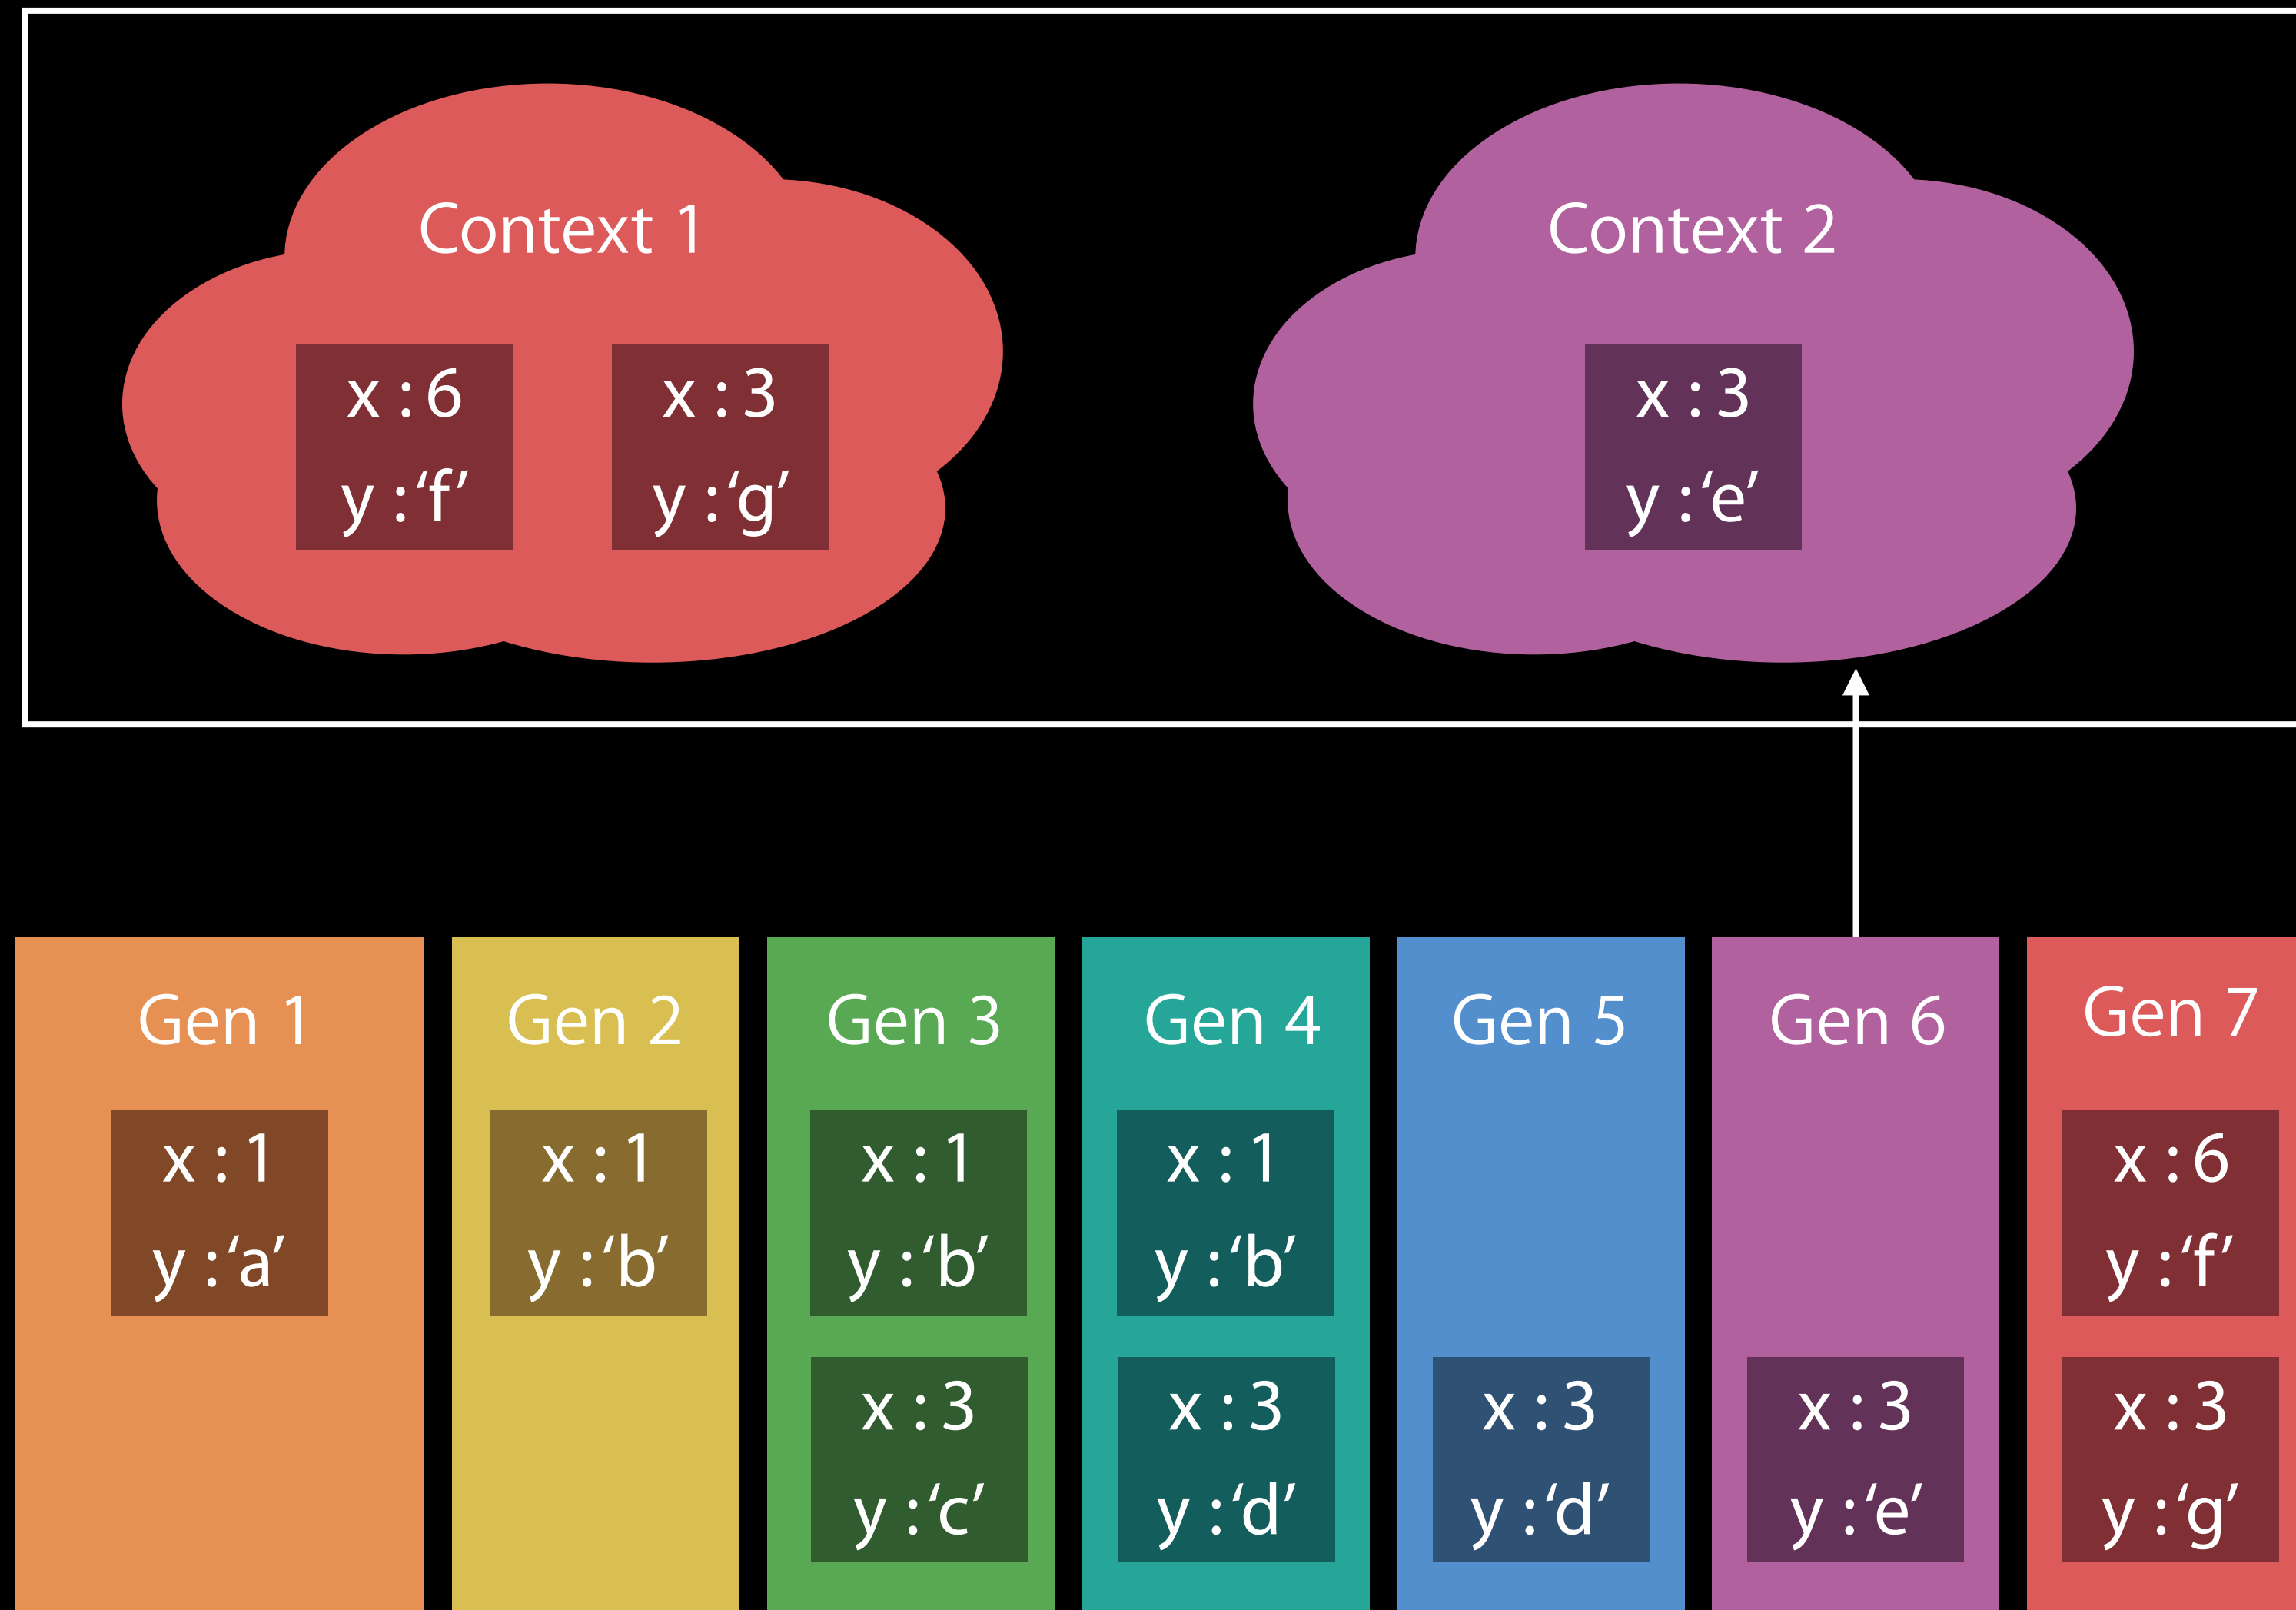 Context 1
Context 2
x : 6
x : 3
x : 3
y : ‘f’
y : ‘g’
y : ‘e’
Gen 1
Gen 2
Gen 3
Gen 4
Gen 5
Gen 6
Gen 7
x : 1
x : 1
x : 1
x : 1
x : 6
y : ‘a’
y : ‘b’
y : ‘b’
y : ‘b’
y : ‘f’
x : 3
x : 3
x : 3
x : 3
x : 3
y : ‘c’
y : ‘d’
y : ‘d’
y : ‘e’
y : ‘g’